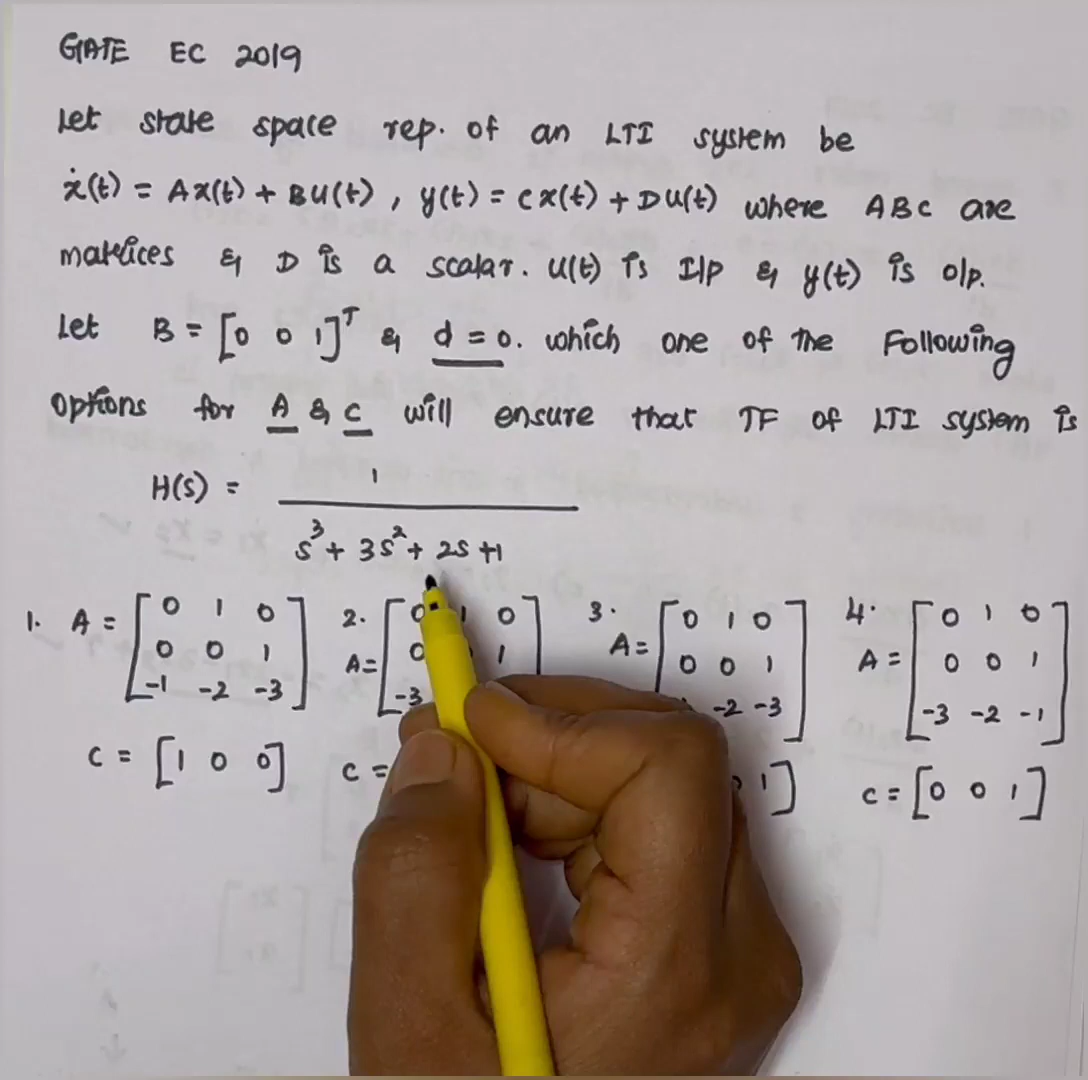 GATE EC 2019
Let state space rep. of an LTI system be
ẋ(t) = Ax(t) + BU(t), y(t) = Cx(t) + DU(t) where ABC are
matrices & D is a scalar. U(t) is I/p & y(t) is o/p.
Let B = [0 0 1]ᵀ & d = 0. which one of the Following
options for A & C will ensure that TF of LTI system is
H(s) = 1
s³ + 3s² + 2s + 1
1. A = [0 1 0 2. [0 1 0] 3. [0 1 0 4. [0 1 0
0 0 1 A= 1 A= 0 0 1 A = 0 0 1
-1 -2 -3] -3 -2 -3] -3 -2 -1]
C = [1 0 0] C = 1] C = [0 0 1]